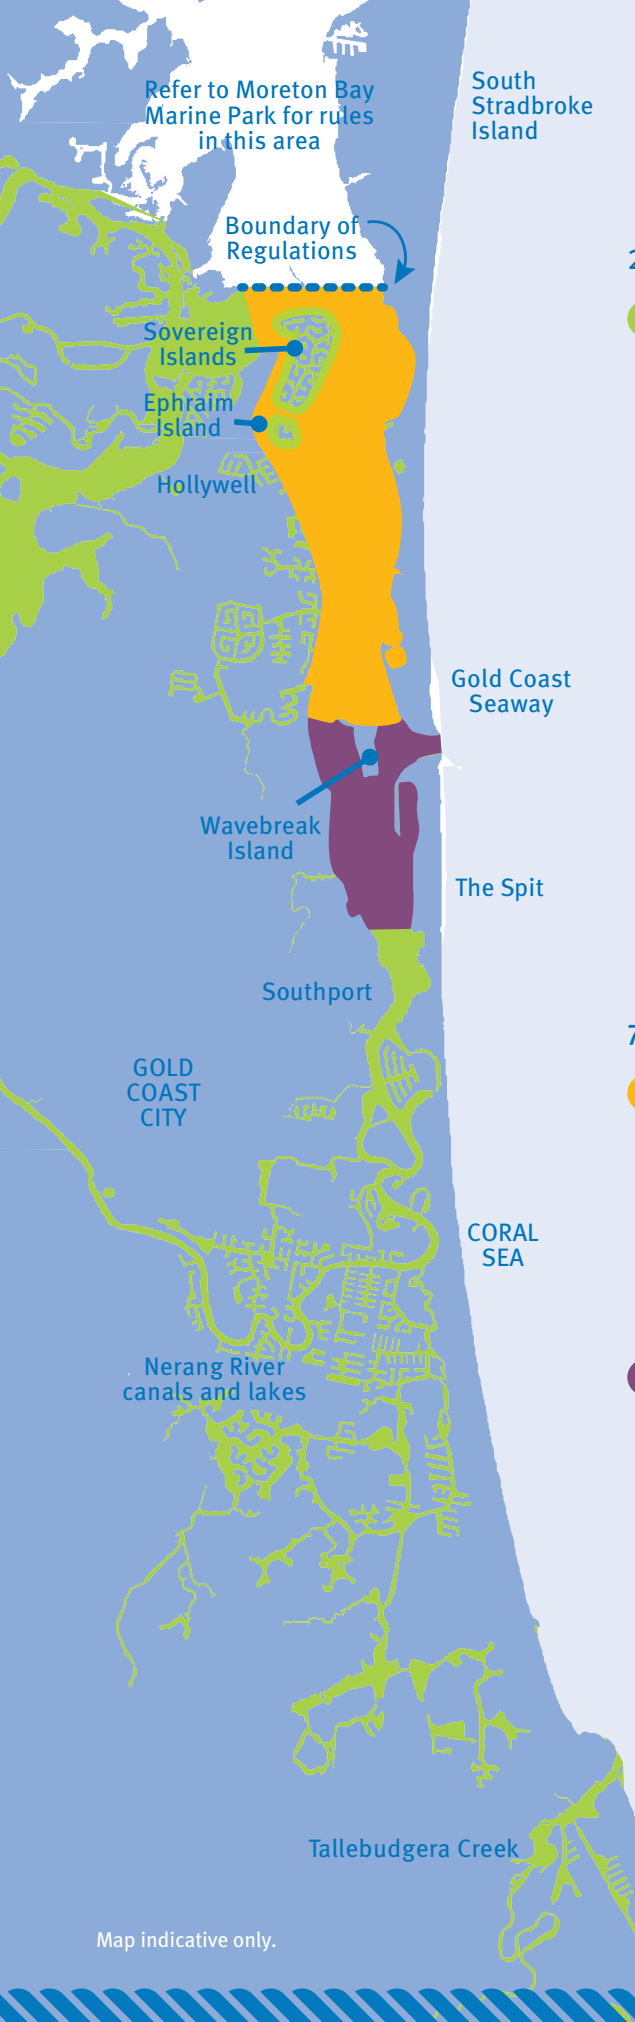 Refer to Moreton Bay
Marine Park for rules
in this area
South
Stradbroke
Island
Boundary of
Regulations
2
Sovereign
Islands
Ephraim
Island
Hollywell
Gold Coast
Seaway
Wavebreak
Island
The Spit
Southport
7
GOLD
COAST
CITY
CORAL
SEA
Nerang River
canals and lakes
Tallebudgera Creek
Map indicative only.